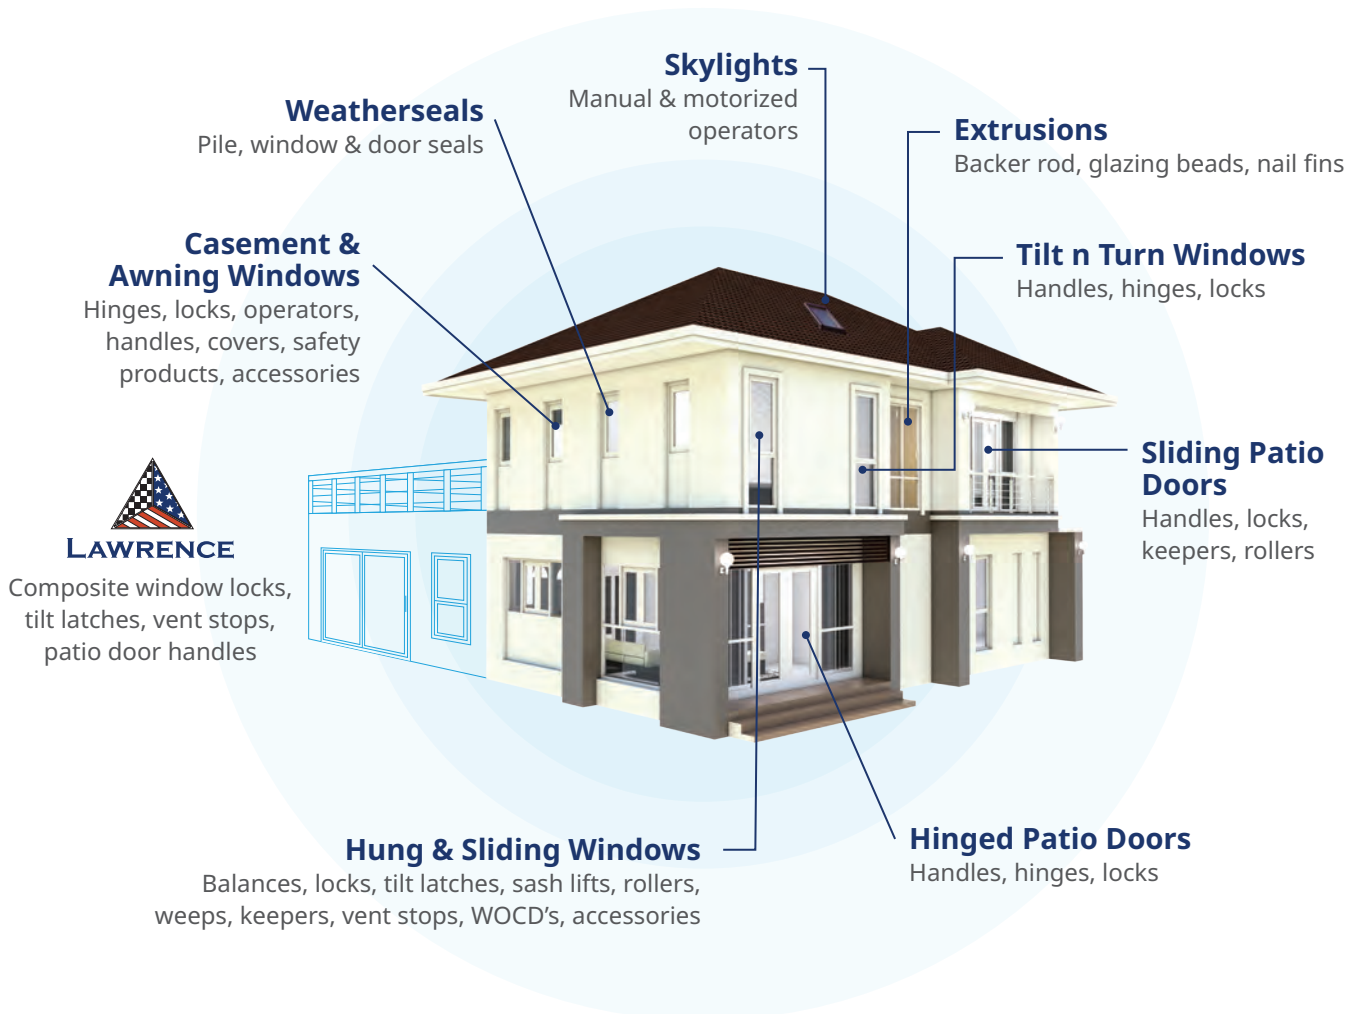 Skylights
Manual & motorized
operators
Weatherseals
Pile, window & door seals
Extrusions
Backer rod, glazing beads, nail fins
Casement &
Awning Windows
Hinges, locks, operators,
handles, covers, safety
products, accessories
Tilt n Turn Windows
Handles, hinges, locks
Sliding Patio
Doors
Handles, locks,
keepers, rollers
LAWRENCE
Composite window locks,
tilt latches, vent stops,
patio door handles
Hung & Sliding Windows
Balances, locks, tilt latches, sash lifts, rollers,
weeps, keepers, vent stops, WOCD’s, accessories
Hinged Patio Doors
Handles, hinges, locks